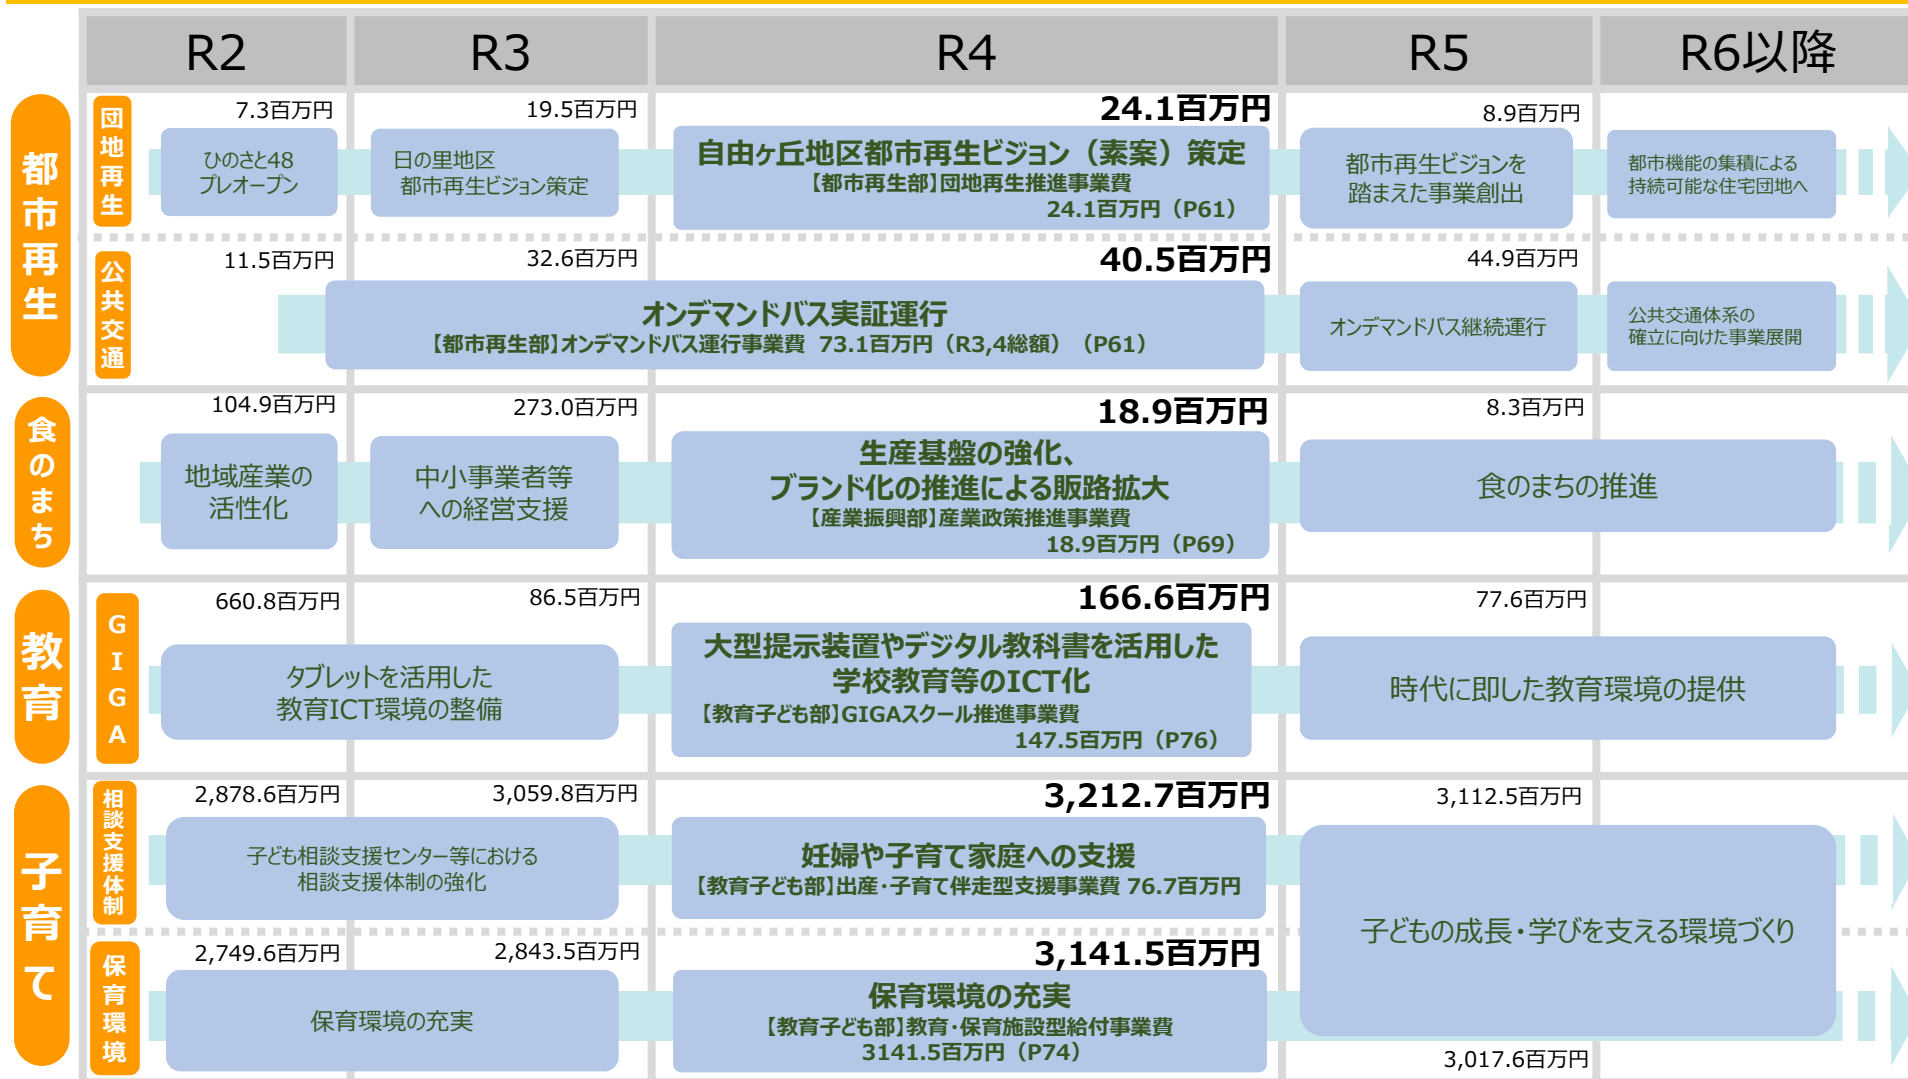 R2
R3
R4
R5
R6以降
都市再生
団地再生
7.3百万円
19.5百万円
24.1百万円
8.9百万円
ひのさと48
プレオープン
日の里地区
都市再生ビジョン策定
自由ヶ丘地区都市再生ビジョン（素案）策定
【都市再生部】団地再生推進事業費
24.1百万円（P61）
都市再生ビジョンを
踏まえた事業創出
都市機能の集積による
持続可能な住宅団地へ
公共交通
11.5百万円
32.6百万円
40.5百万円
44.9百万円
オンデマンドバス実証運行
【都市再生部】オンデマンドバス運行事業費 73.1百万円（R3,4総額）（P61）
オンデマンドバス継続運行
公共交通体系の
確立に向けた事業展開
食のまち
104.9百万円
273.0百万円
18.9百万円
8.3百万円
地域産業の
活性化
中小事業者等
への経営支援
生産基盤の強化、
ブランド化の推進による販路拡大
【産業振興部】産業政策推進事業費
18.9百万円（P69）
食のまちの推進
教育
GIGA
660.8百万円
86.5百万円
166.6百万円
77.6百万円
タブレットを活用した
教育ICT環境の整備
大型提示装置やデジタル教科書を活用した
学校教育等のICT化
【教育子ども部】GIGAスクール推進事業費
147.5百万円（P76）
時代に即した教育環境の提供
子育て
相談支援体制
2,878.6百万円
3,059.8百万円
3,212.7百万円
3,112.5百万円
子ども相談支援センター等における
相談支援体制の強化
妊婦や子育て家庭への支援
【教育子ども部】出産・子育て伴走型支援事業費 76.7百万円
子どもの成長・学びを支える環境づくり
保育環境
2,749.6百万円
2,843.5百万円
3,141.5百万円
保育環境の充実
保育環境の充実
【教育子ども部】教育・保育施設型給付事業費
3141.5百万円（P74）
3,017.6百万円